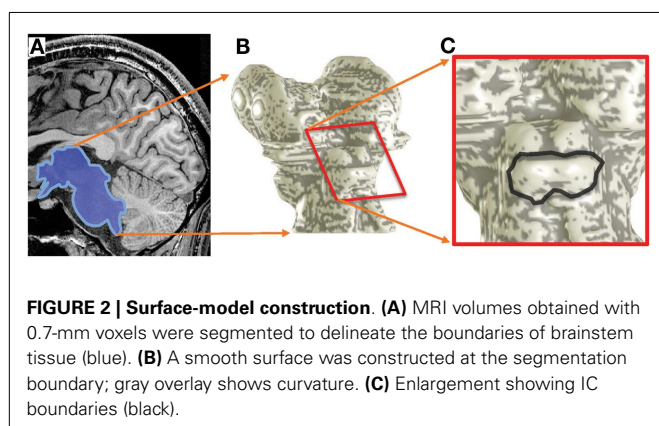 A
B
C
FIGURE 2 | Surface-model construction. (A) MRI volumes obtained with
0.7-mm voxels were segmented to delineate the boundaries of brainstem
tissue (blue). (B) A smooth surface was constructed at the segmentation
boundary; gray overlay shows curvature. (C) Enlargement showing IC
boundaries (black).